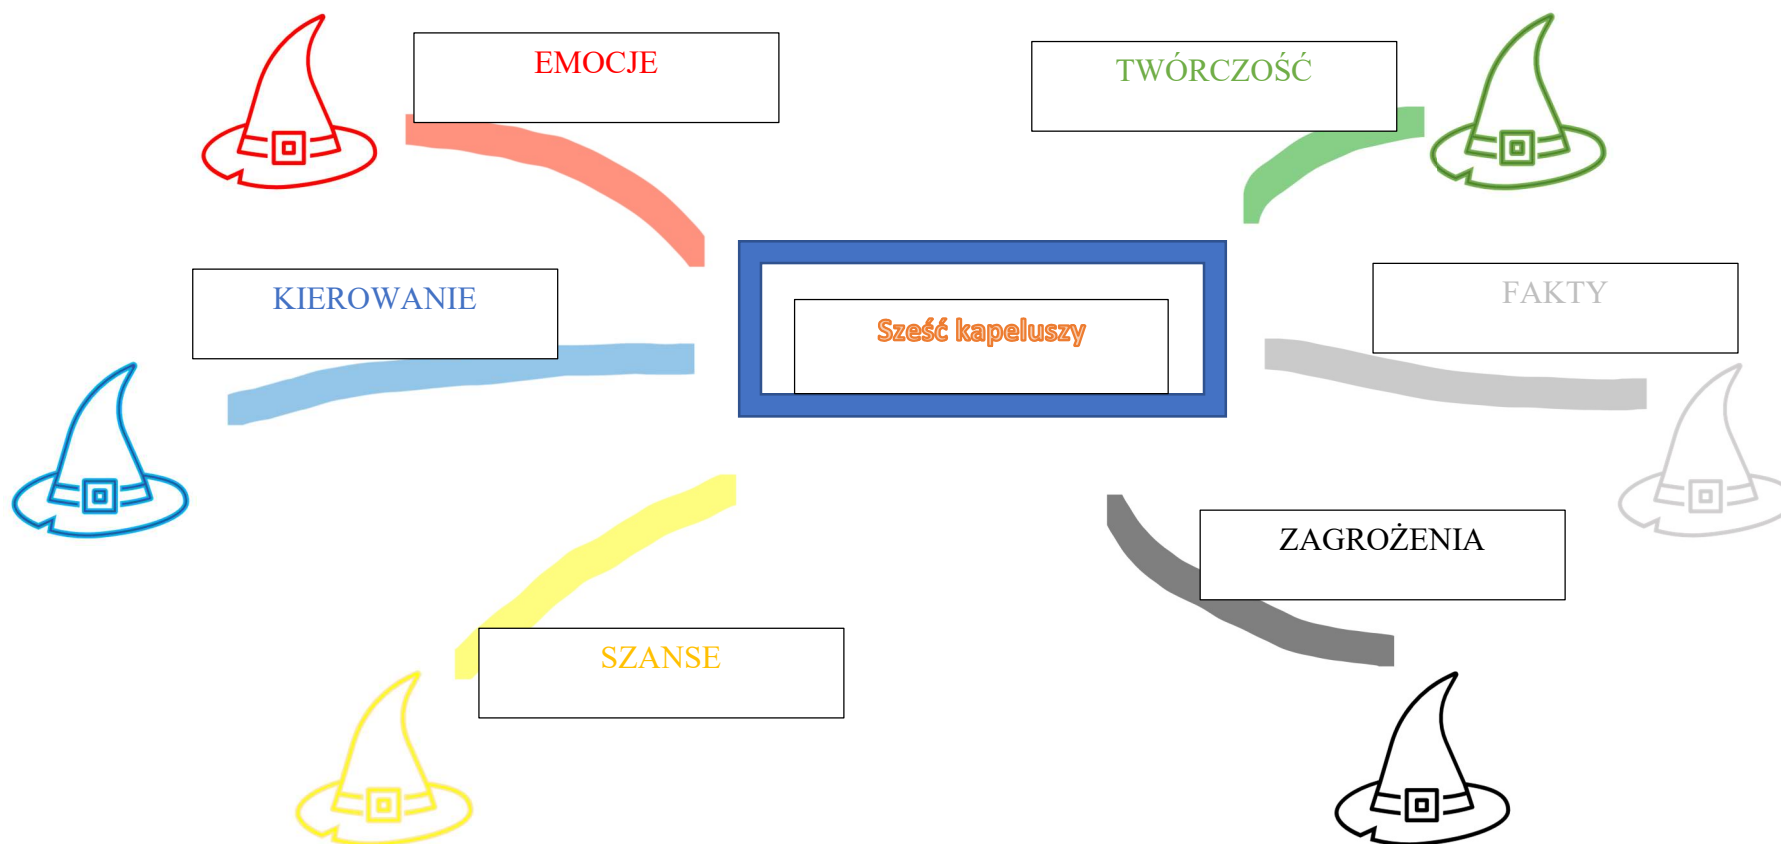 EMOCJE
TWÓRCZOŚĆ
KIEROWANIE
Sześć kapeluszy
FAKTY
ZAGROŻENIA
SZANSE